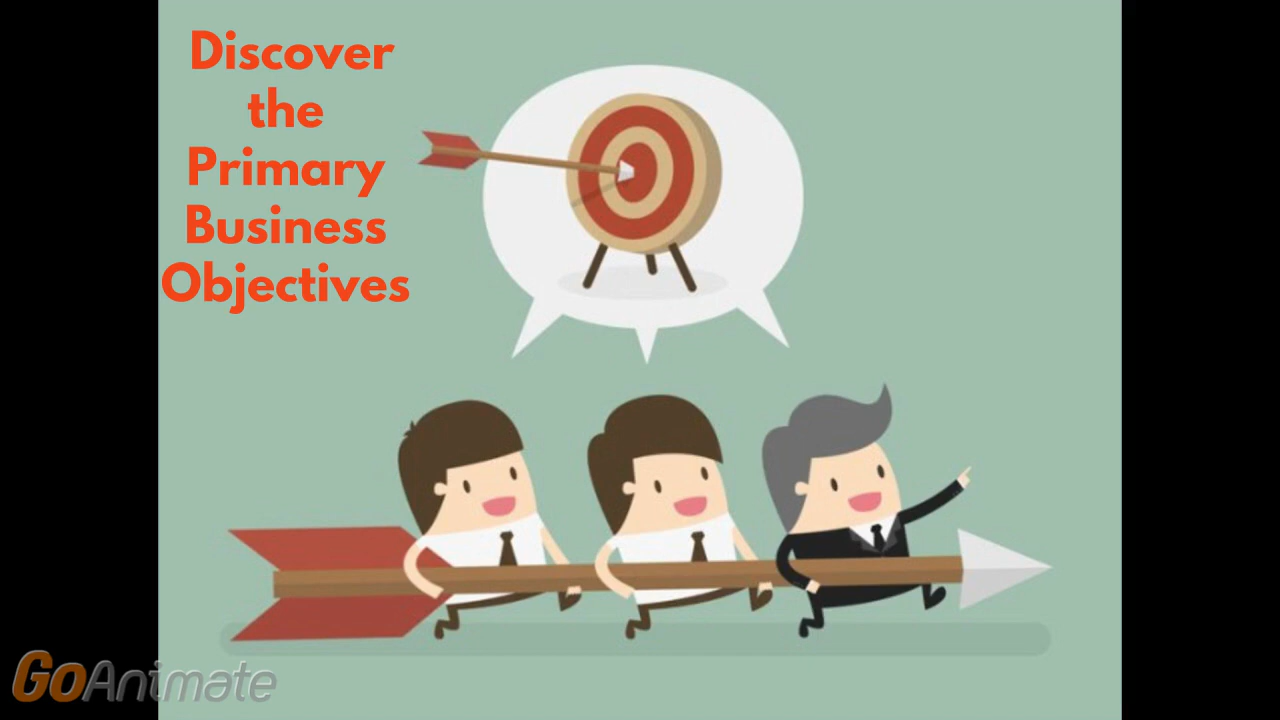 Discover
the
Primary
Business
Objectives
GoAnimate